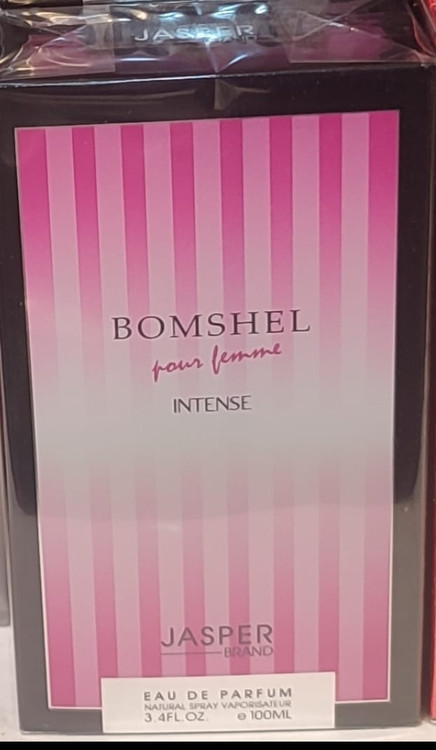 JASPER
BOMSHEL
pour femme
INTENSE
JASPER
BRAND
EAU DE PARFUM
NATURAL SPRAY VAPORISATEUR
3.4FL.OZ. e 100ML